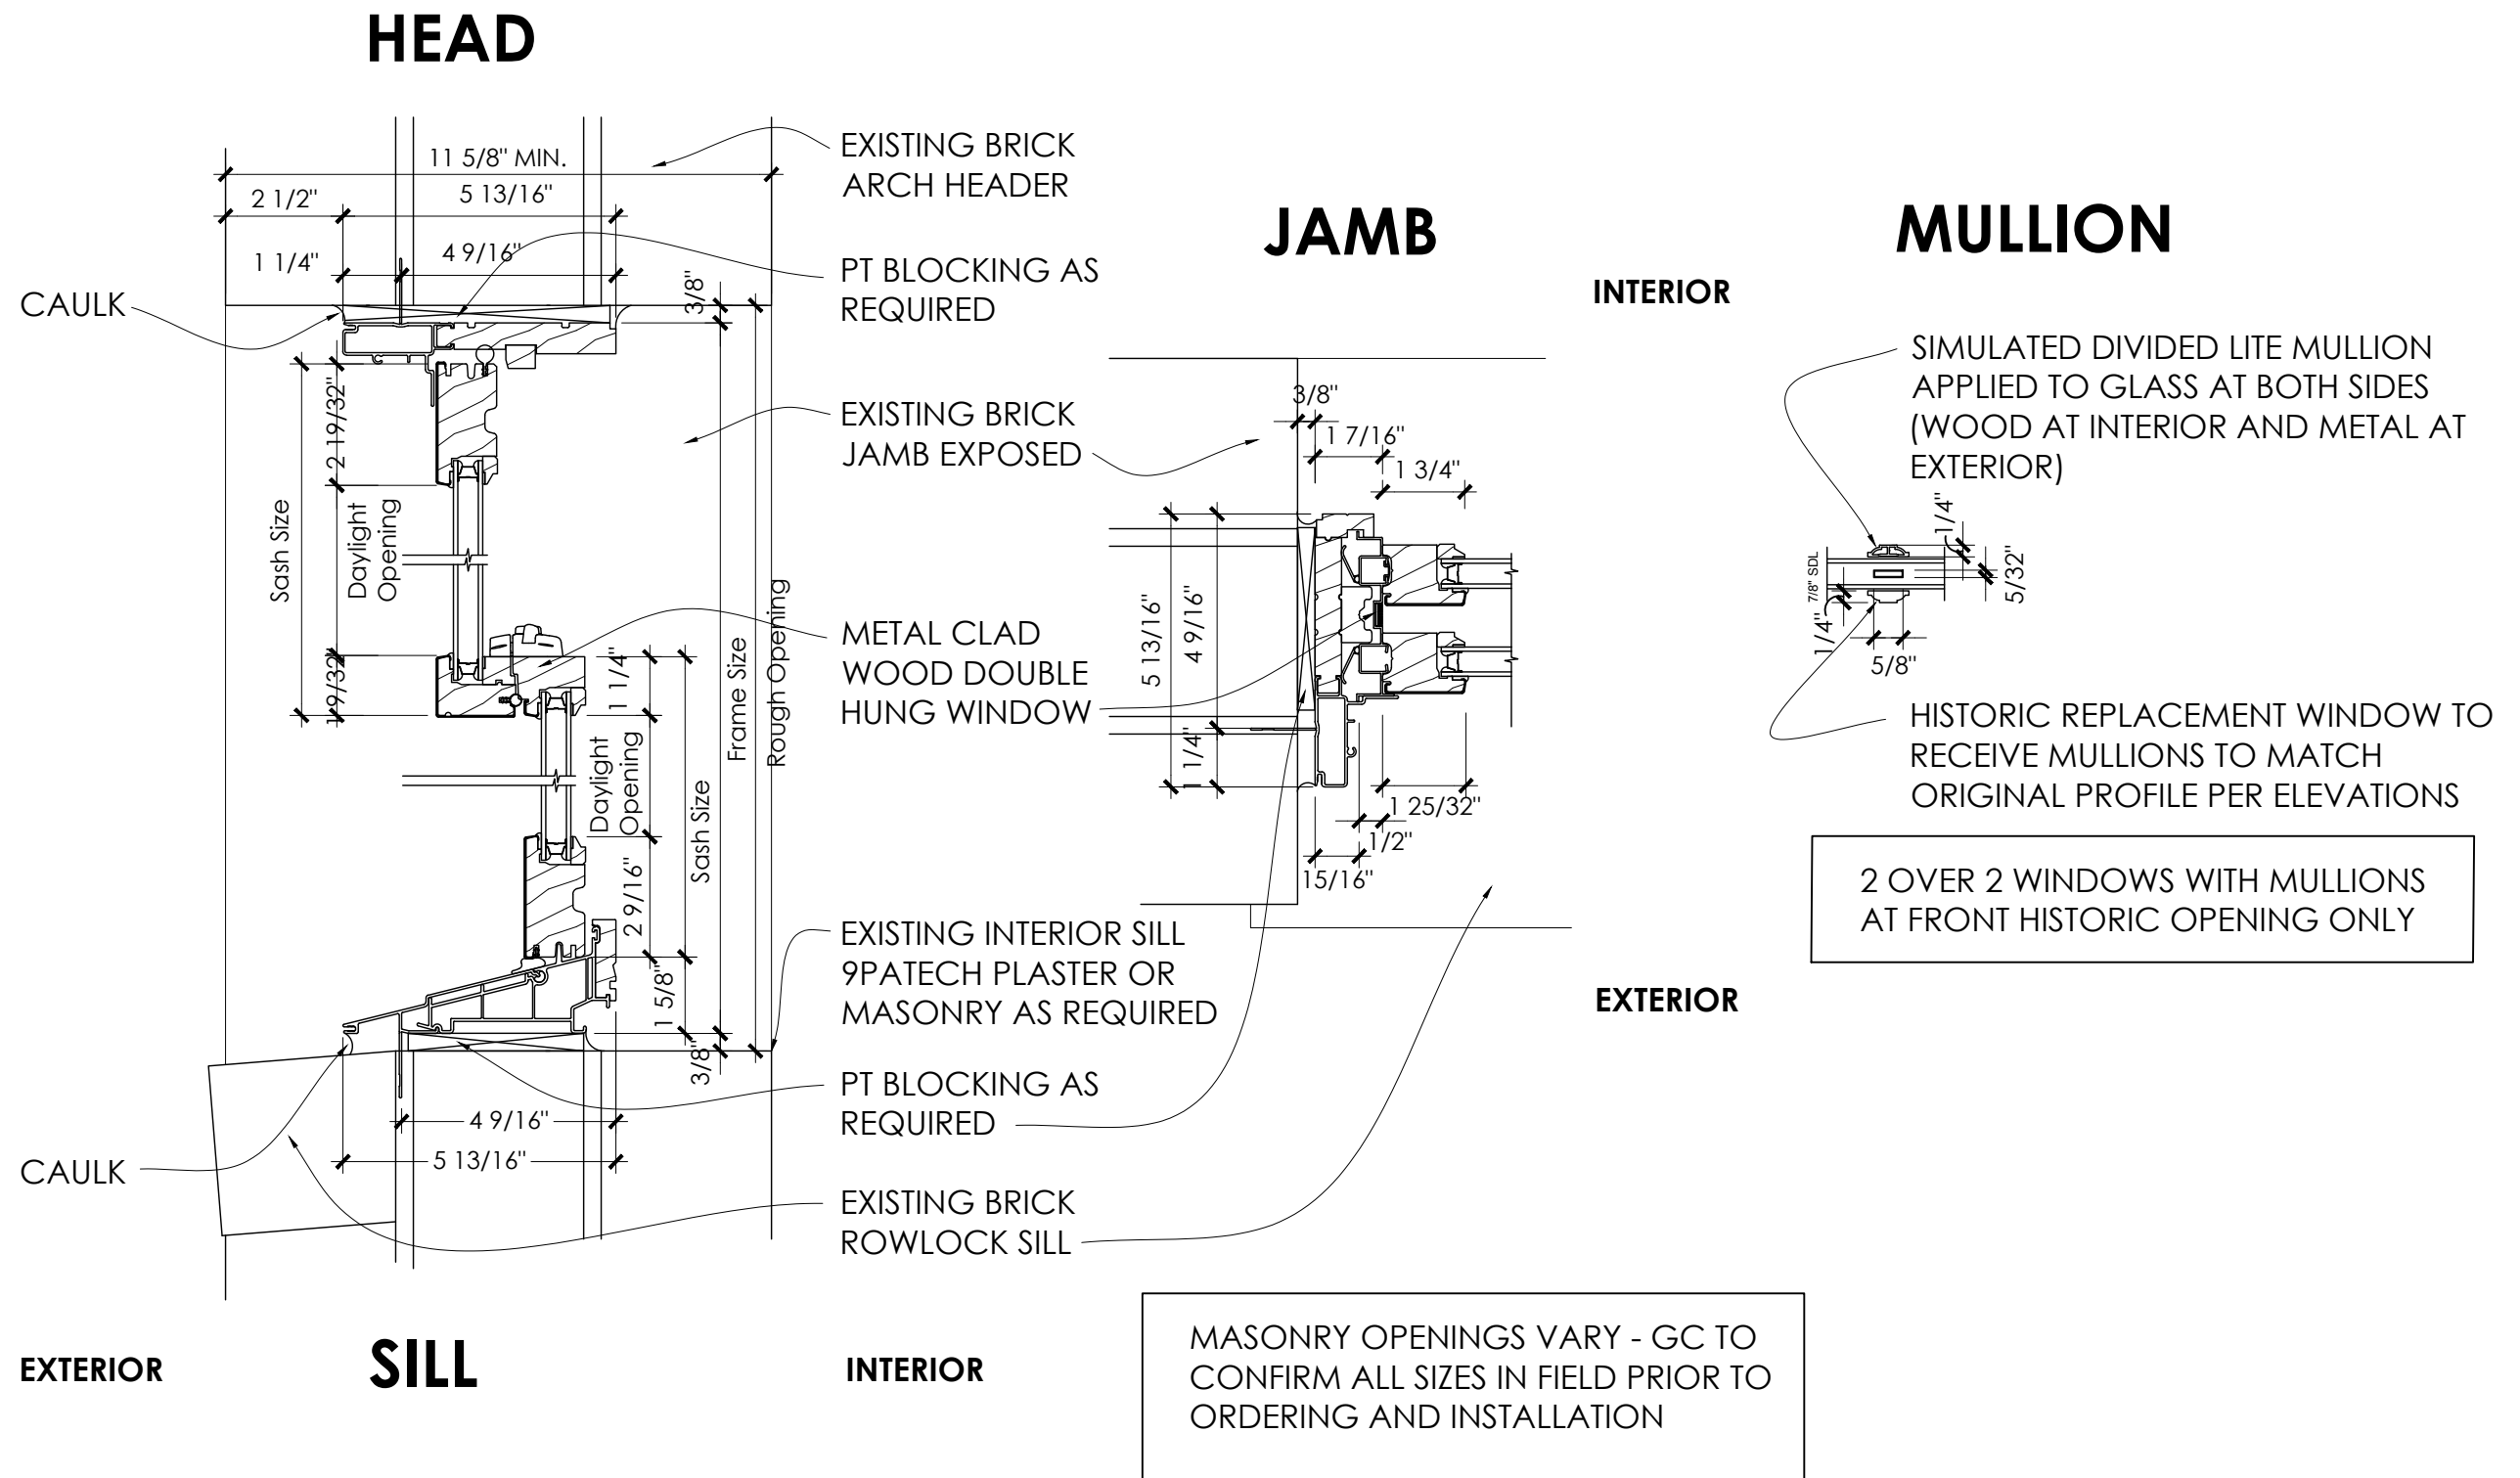 HEAD
11 5/8" MIN.
2 1/2"
5 13/16"
1 1/4"
4 9/16"
3/8"
CAULK
EXISTING BRICK
ARCH HEADER
PT BLOCKING AS
REQUIRED
2 19/32"
Sash Size
Daylight
Opening
1 9/32"
EXISTING BRICK
JAMB EXPOSED
METAL CLAD
WOOD DOUBLE
HUNG WINDOW
1 1/4"
Daylight
Opening
Sash Size
Frame Size
Rough Opening
2 9/16"
1 5/8"
3/8"
EXISTING INTERIOR SILL
9PATECH PLASTER OR
MASONRY AS REQUIRED
PT BLOCKING AS
REQUIRED
4 9/16"
5 13/16"
CAULK
EXISTING BRICK
ROWLOCK SILL
EXTERIOR
SILL
INTERIOR
JAMB
INTERIOR
3/8"
1 7/16"
1 3/4"
5 13/16"
4 9/16"
1 1/4"
1 25/32"
1/2"
15/16"
EXTERIOR
MULLION
SIMULATED DIVIDED LITE MULLION
APPLIED TO GLASS AT BOTH SIDES
(WOOD AT INTERIOR AND METAL AT
EXTERIOR)
1/4"
7/8" SDL
5/32"
1/4"
5/8"
HISTORIC REPLACEMENT WINDOW TO
RECEIVE MULLIONS TO MATCH
ORIGINAL PROFILE PER ELEVATIONS
2 OVER 2 WINDOWS WITH MULLIONS
AT FRONT HISTORIC OPENING ONLY
MASONRY OPENINGS VARY - GC TO
CONFIRM ALL SIZES IN FIELD PRIOR TO
ORDERING AND INSTALLATION